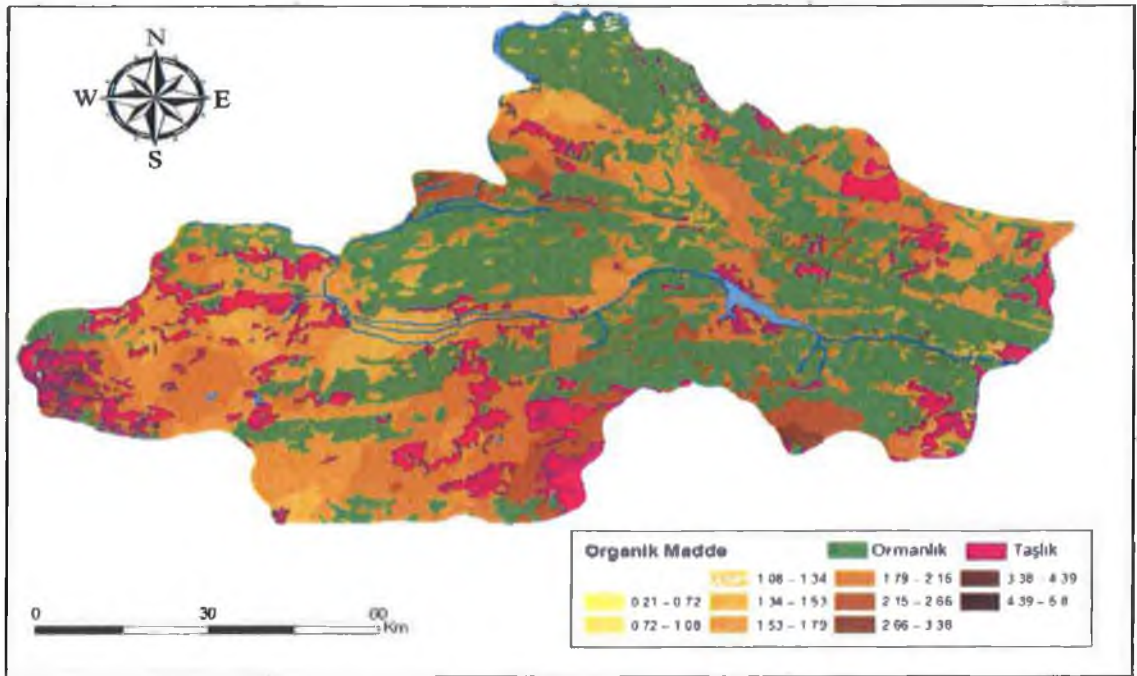 N
W E
S
Organik Madde Ormanlık Taşlık
1.08 - 1.34 1.79 - 2.16 3.38 - 4.39
0.21 - 0.72 1.34 - 1.53 2.15 - 2.66 4.39 - 5.8
0.72 - 1.08 1.53 - 1.79 2.66 - 3.38
0 30 60
Km